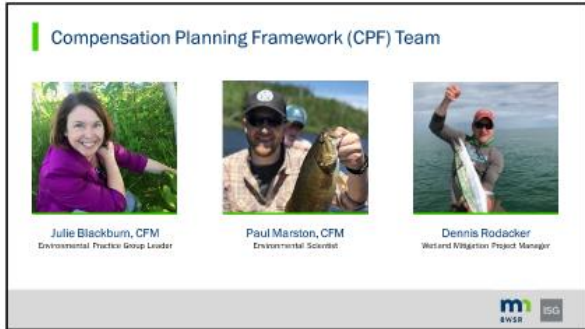 Compensation Planning Framework (CPF) Team
Julie Blackburn, CFM
Environmental Practice Group Leader
Paul Marston, CFM
Environmental Scientist
Dennis Rodacker
Wetland Mitigation Project Manager
mn
BWSR
ISG